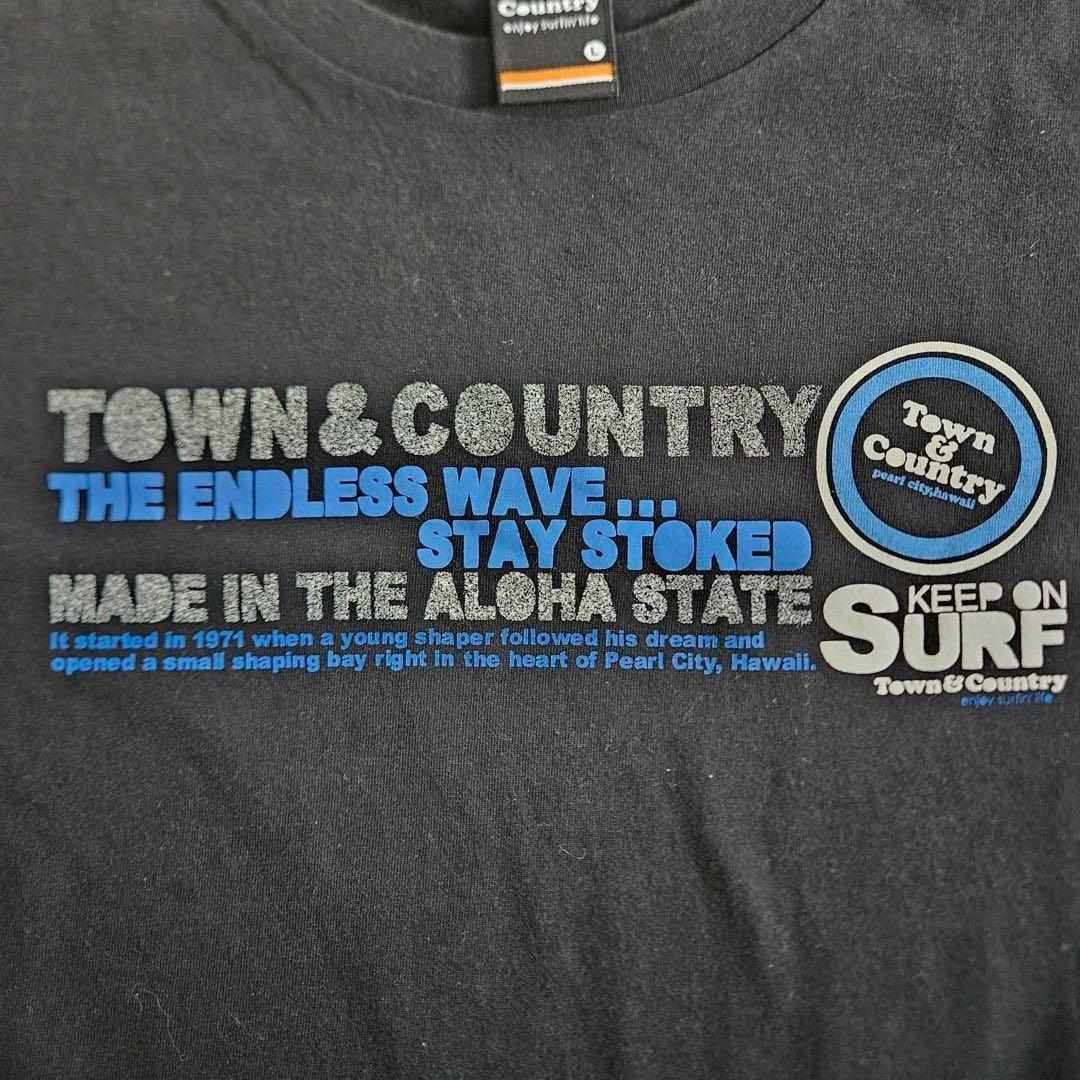 Country
enjoy surfin'life
L
TOWN & COUNTRY
THE ENDLESS WAVE...
STAY STOKED
MADE IN THE ALOHA STATE
It started in 1971 when a young shaper followed his dream and
opened a small shaping bay right in the heart of Pearl City, Hawaii.
Town
&
Country
pearl city,hawaii
KEEP ON
SURF
Town&Country
enjoy surfin'life